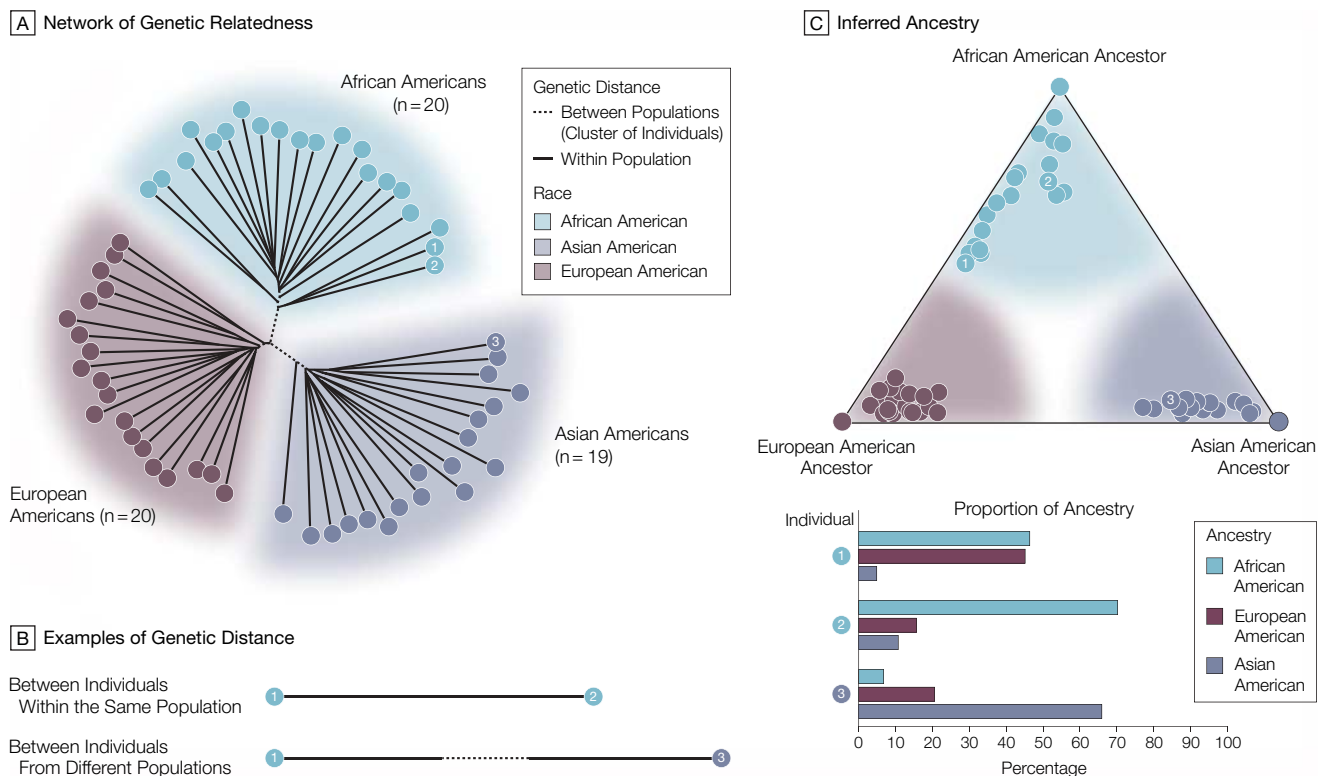 A Network of Genetic Relatedness
African Americans
(n=20)
Genetic Distance
Between Populations
(Cluster of Individuals)
Within Population
Race
African American
Asian American
European American
1
2
3
Asian Americans
(n=19)
European
Americans (n=20)
B Examples of Genetic Distance
Between Individuals
Within the Same Population
1 2
Between Individuals
From Different Populations
1 3
C Inferred Ancestry
African American Ancestor
2
1
3
European American
Ancestor
Asian American
Ancestor
Proportion of Ancestry
Individual
1
2
3
0 10 20 30 40 50 60 70 80 90 100
Percentage
Ancestry
African
American
European
American
Asian
American